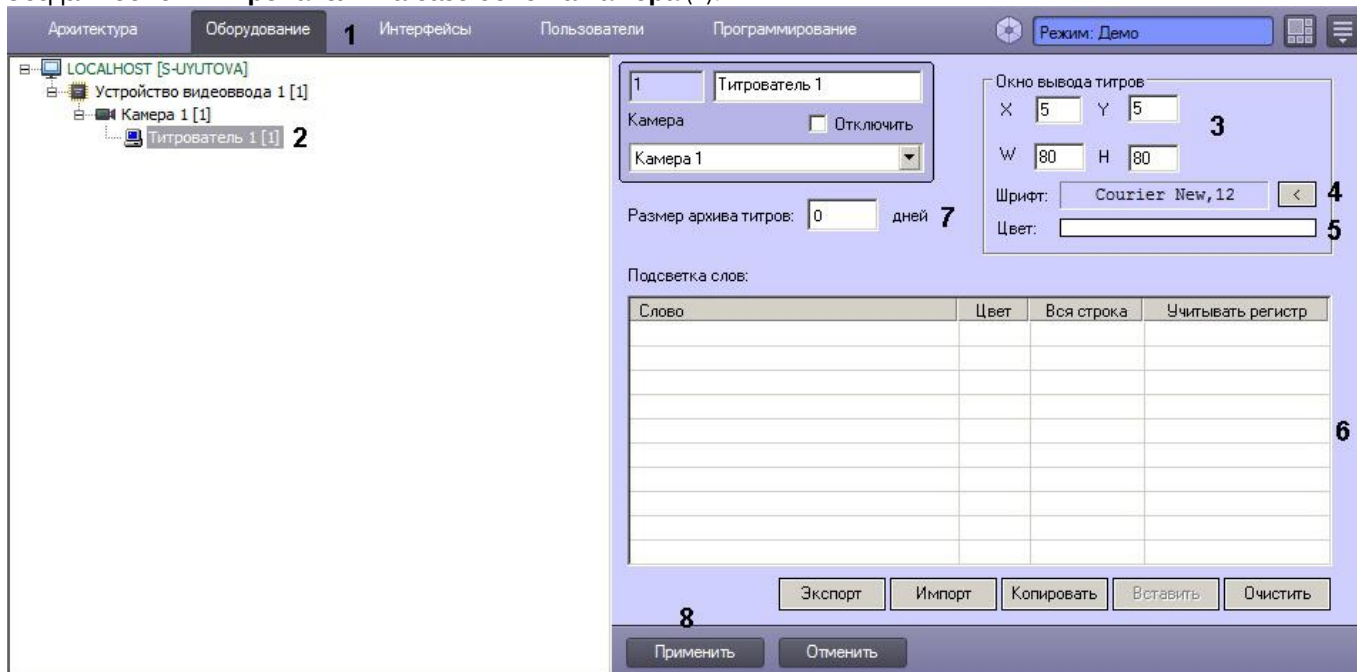 Архитектура Оборудование 1 Интерфейсы Пользователи Программирование Режим: Демо
LOCALHOST [S-UYUTOVA]
Устройство видеоввода 1 [1]
Камера 1 [1]
Титрователь 1 [1] 2
1 Титрователь 1
Камера Отключить
Камера 1
Размер архива титров: 0 дней 7
Окно вывода титров
X 5 Y 5 3
W 80 H 80
Шрифт: Courier New,12 < 4
Цвет: 5
Подсветка слов:
Слово Цвет Вся строка Учитывать регистр
6
Экспорт Импорт Копировать Вставить Очистить
8
Применить Отменить